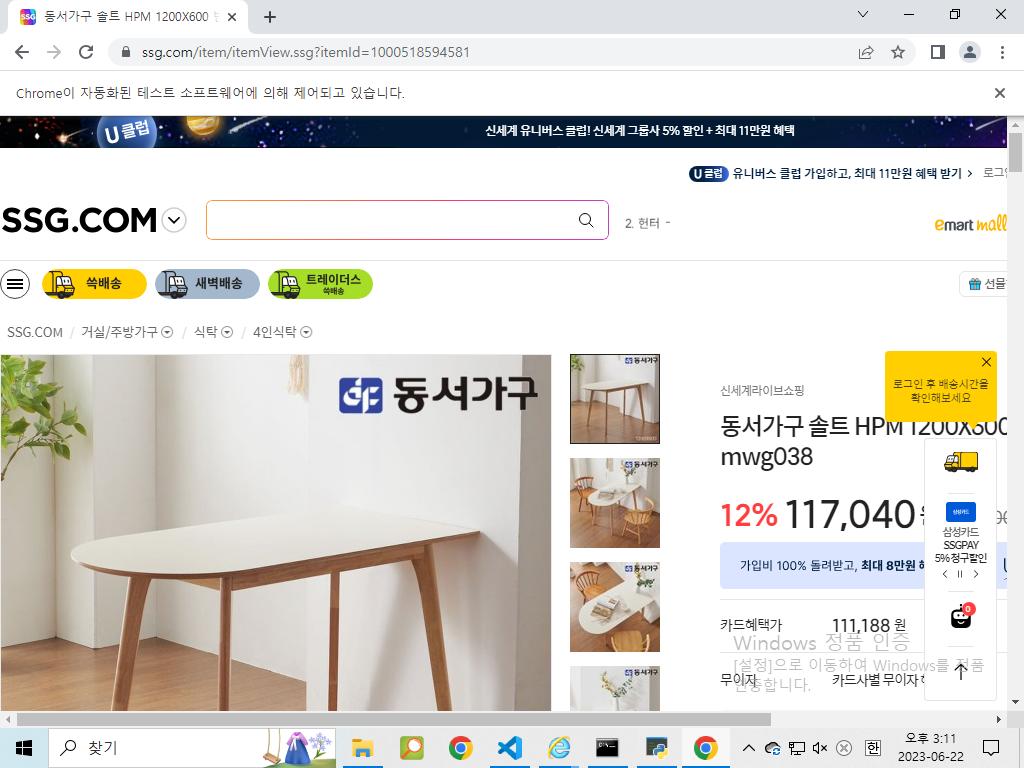 동서가구 솔트 HPM 1200X600
ssg.com/item/itemView.ssg?itemId=1000518594581
Chrome이 자동화된 테스트 소프트웨어에 의해 제어되고 있습니다.
U클럽
신세계 유니버스 클럽! 신세계 그룹사 5% 할인 + 최대 11만원 혜택
U클럽 유니버스 클럽 가입하고, 최대 11만원 혜택 받기 >
SSG.COM
2. 헌터 -
emart mall
쓱배송
새벽배송
트레이더스
쓱배송
선물
SSG.COM / 거실/주방가구 / 식탁 / 4인식탁
동서가구
신세계라이브쇼핑
로그인 후 배송시간을
확인해보세요
동서가구 솔트 HPM 1200X600
mwg038
12% 117,040
가입비 100% 돌려받고, 최대 8만원
삼성카드
삼성카드
SSGPAY
5% 청구할인
0
카드혜택가 111,188 원
무이자 카드사별 무이자
Windows 정품 인증
[설정]으로 이동하여 Windows를 정품
인증합니다.
찾기
한
오후 3:11
2023-06-22